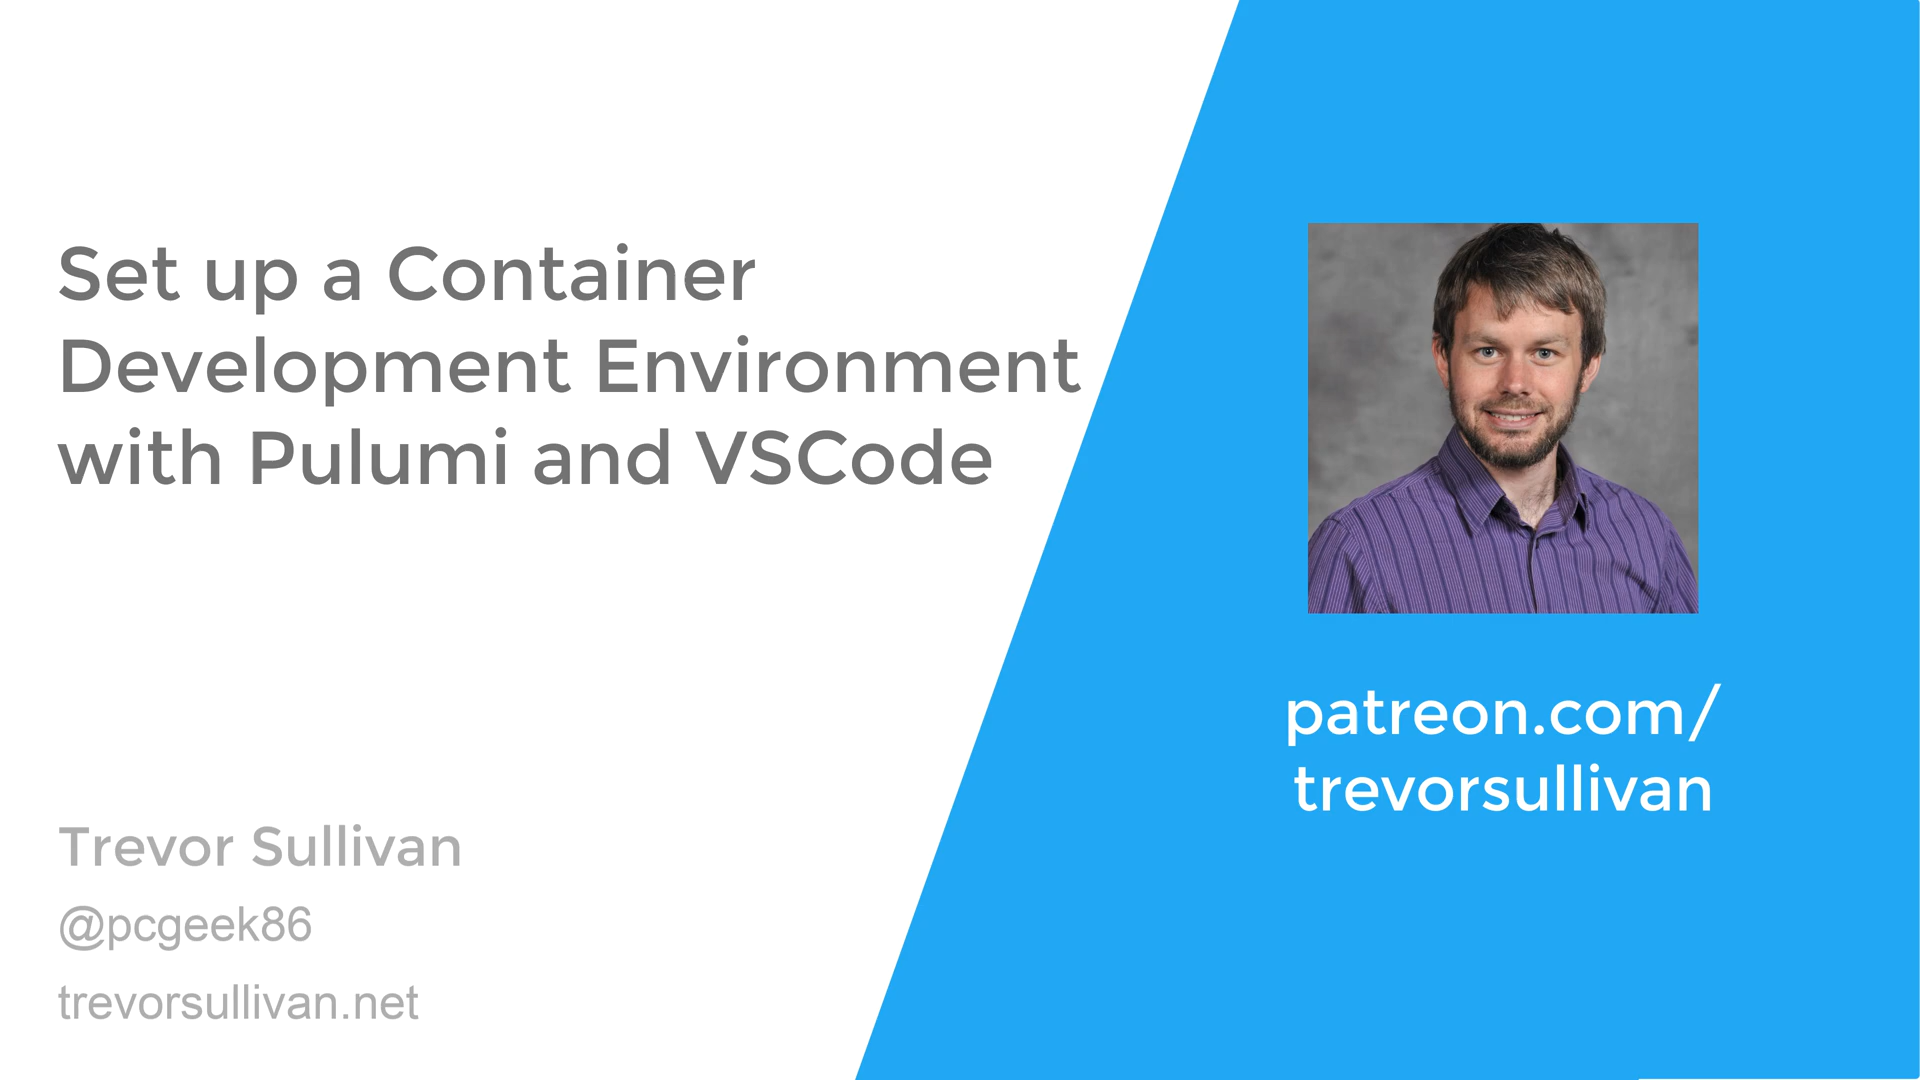 Set up a Container
Development Environment
with Pulumi and VSCode
Trevor Sullivan
@pcgeek86
trevorsullivan.net
patreon.com/
trevorsullivan